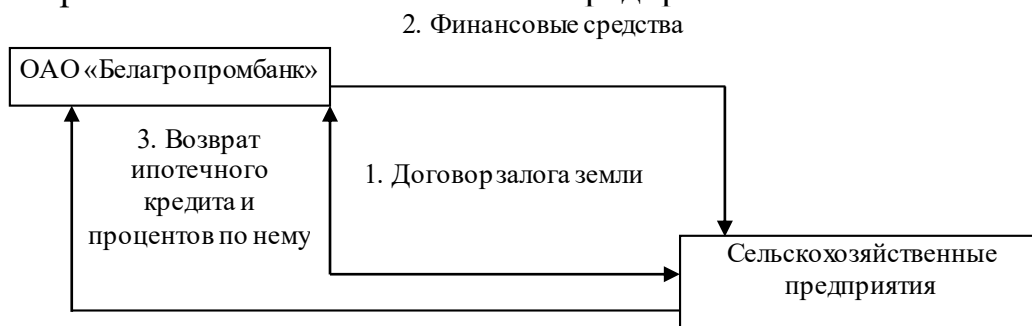 2. Финансовые средства
ОАО «Белагропромбанк»
3. Возврат
ипотечного
кредита и
процентов по нему
1. Договор залога земли
Сельскохозяйственные
предприятия